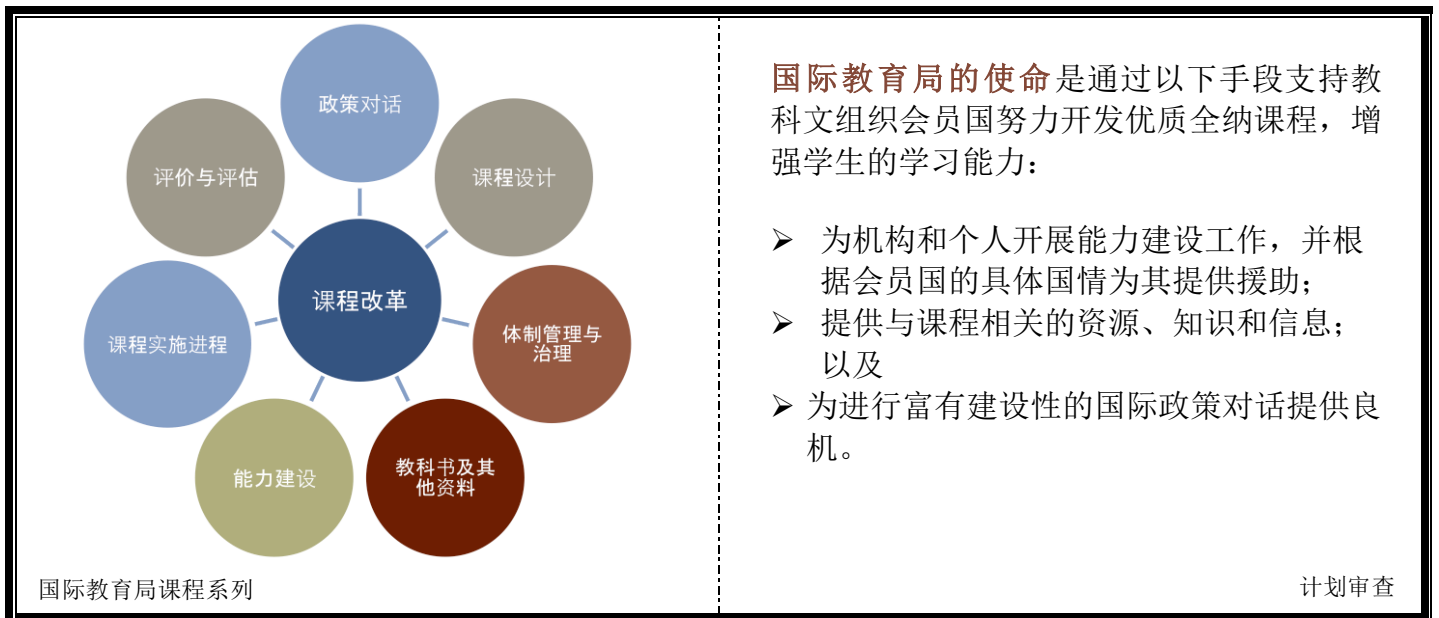 政策对话
评价与评估
课程设计
课程改革
课程实施进程
体制管理与
治理
能力建设
教科书及其
他资料
国际教育局课程系列
国际教育局的使命是通过以下手段支持教
科文组织会员国努力开发优质全纳课程，增
强学生的学习能力：
➢ 为机构和个人开展能力建设工作，并根
据会员国的具体国情为其提供援助；
➢ 提供与课程相关的资源、知识和信息；
以及
➢ 为进行富有建设性的国际政策对话提供良
机。
计划审查